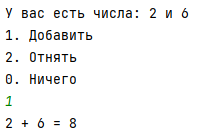 У вас есть числа: 2 и 6
1. Добавить
2. Отнять
0. Ничего
1
2 + 6 = 8